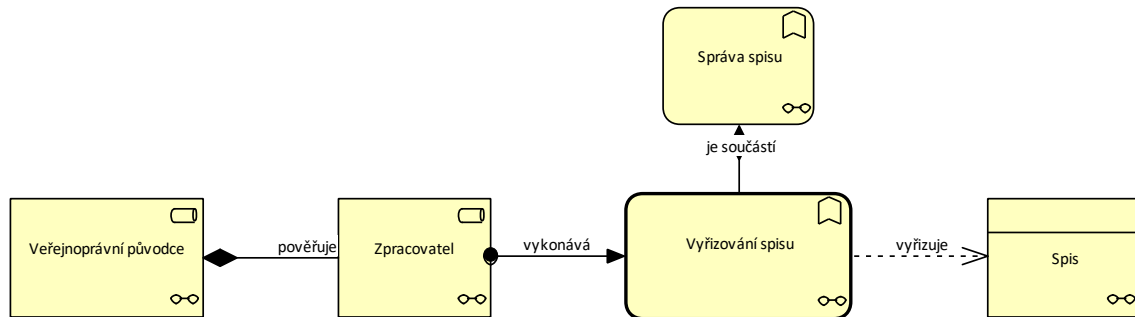 Správa spisu
je součástí
Veřejnoprávní původce
pověřuje
Zpracovatel
vykonává
Vyřizování spisu
vyřizuje
Spis